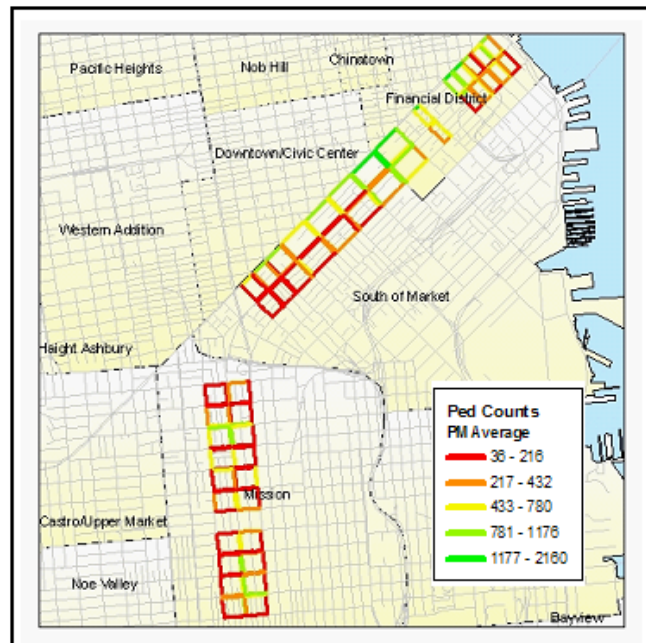 Chinatown
Pacific Heights
Nob Hill
Financial District
Downtown/Civic Center
Western Addition
South of Market
Haight Ashbury
Ped Counts
PM Average
36 - 216
217 - 432
433 - 780
781 - 1176
1177 - 2160
Mission
Castro/Upper Market
Noe Valley
Bayview